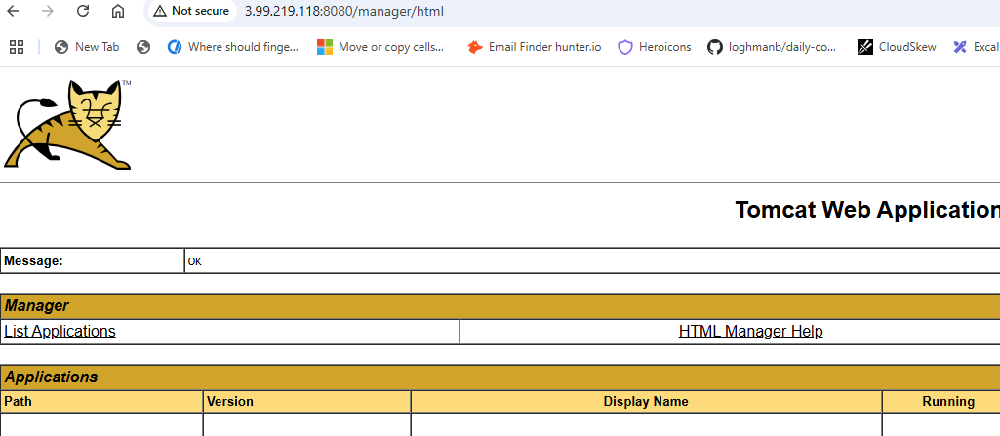 Not secure 3.99.219.118:8080/manager/html
New Tab Where should finge... Move or copy cells... Email Finder hunter.io Heroicons loghmanb/daily-co... CloudSkew Excal
TM
Tomcat Web Application
Message: OK
Manager
List Applications HTML Manager Help
Applications
Path Version Display Name Running